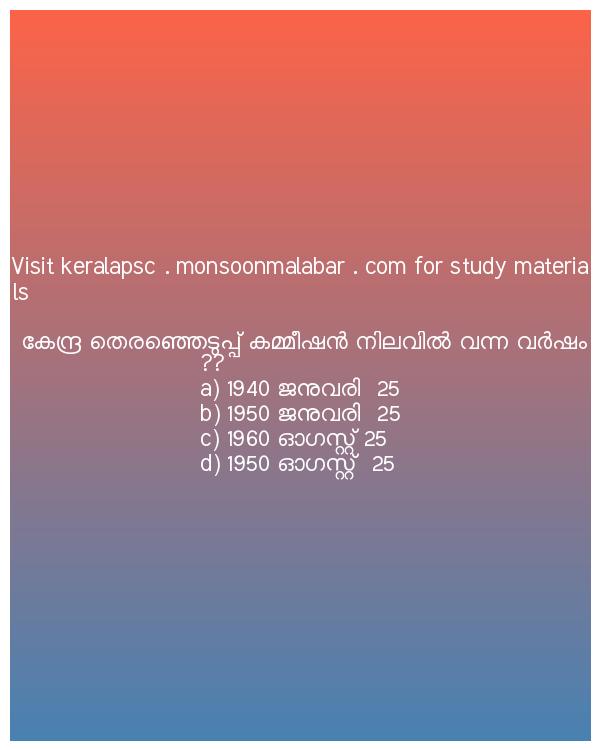 Visit keralapsc . monsoonmalabar . com for study materia
ls
കേന്ദ്ര തെരഞ്ഞെടുപ്പ് കമ്മീഷൻ നിലവിൽ വന്ന വർഷം
??
a) 1940 ജനുവരി 25
b) 1950 ജനുവരി 25
c) 1960 ഓഗസ്റ്റ് 25
d) 1950 ഓഗസ്റ്റ് 25